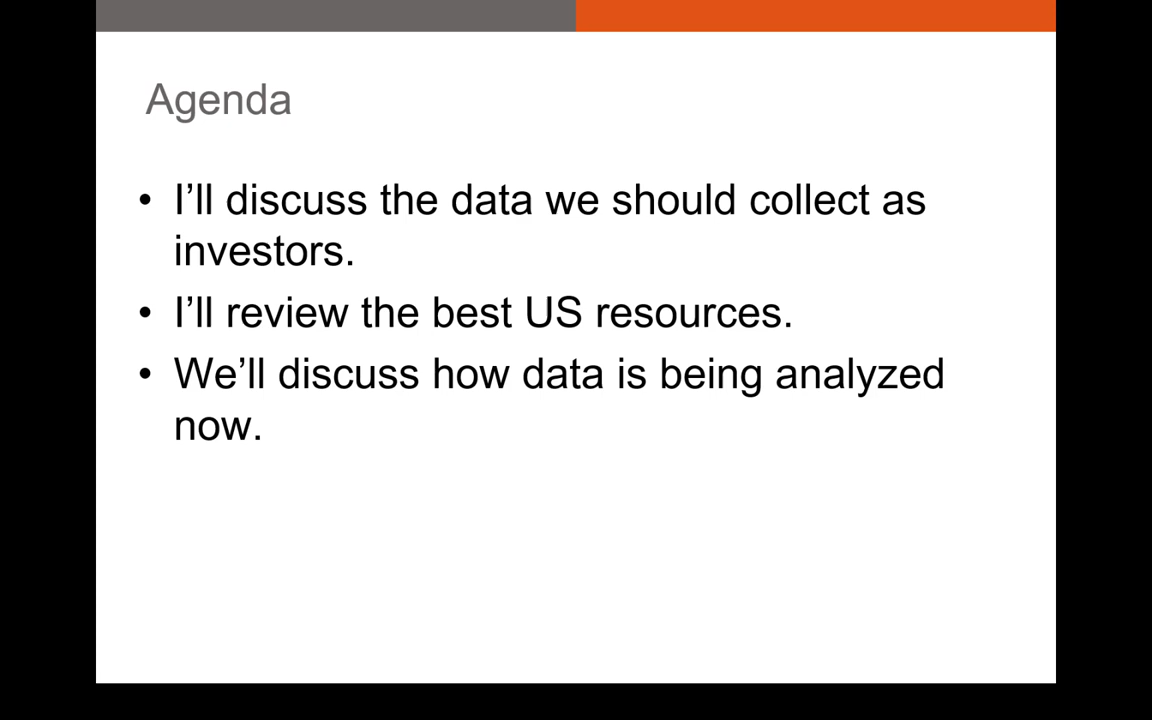 Agenda
• I’ll discuss the data we should collect as
investors.
• I’ll review the best US resources.
• We’ll discuss how data is being analyzed
now.